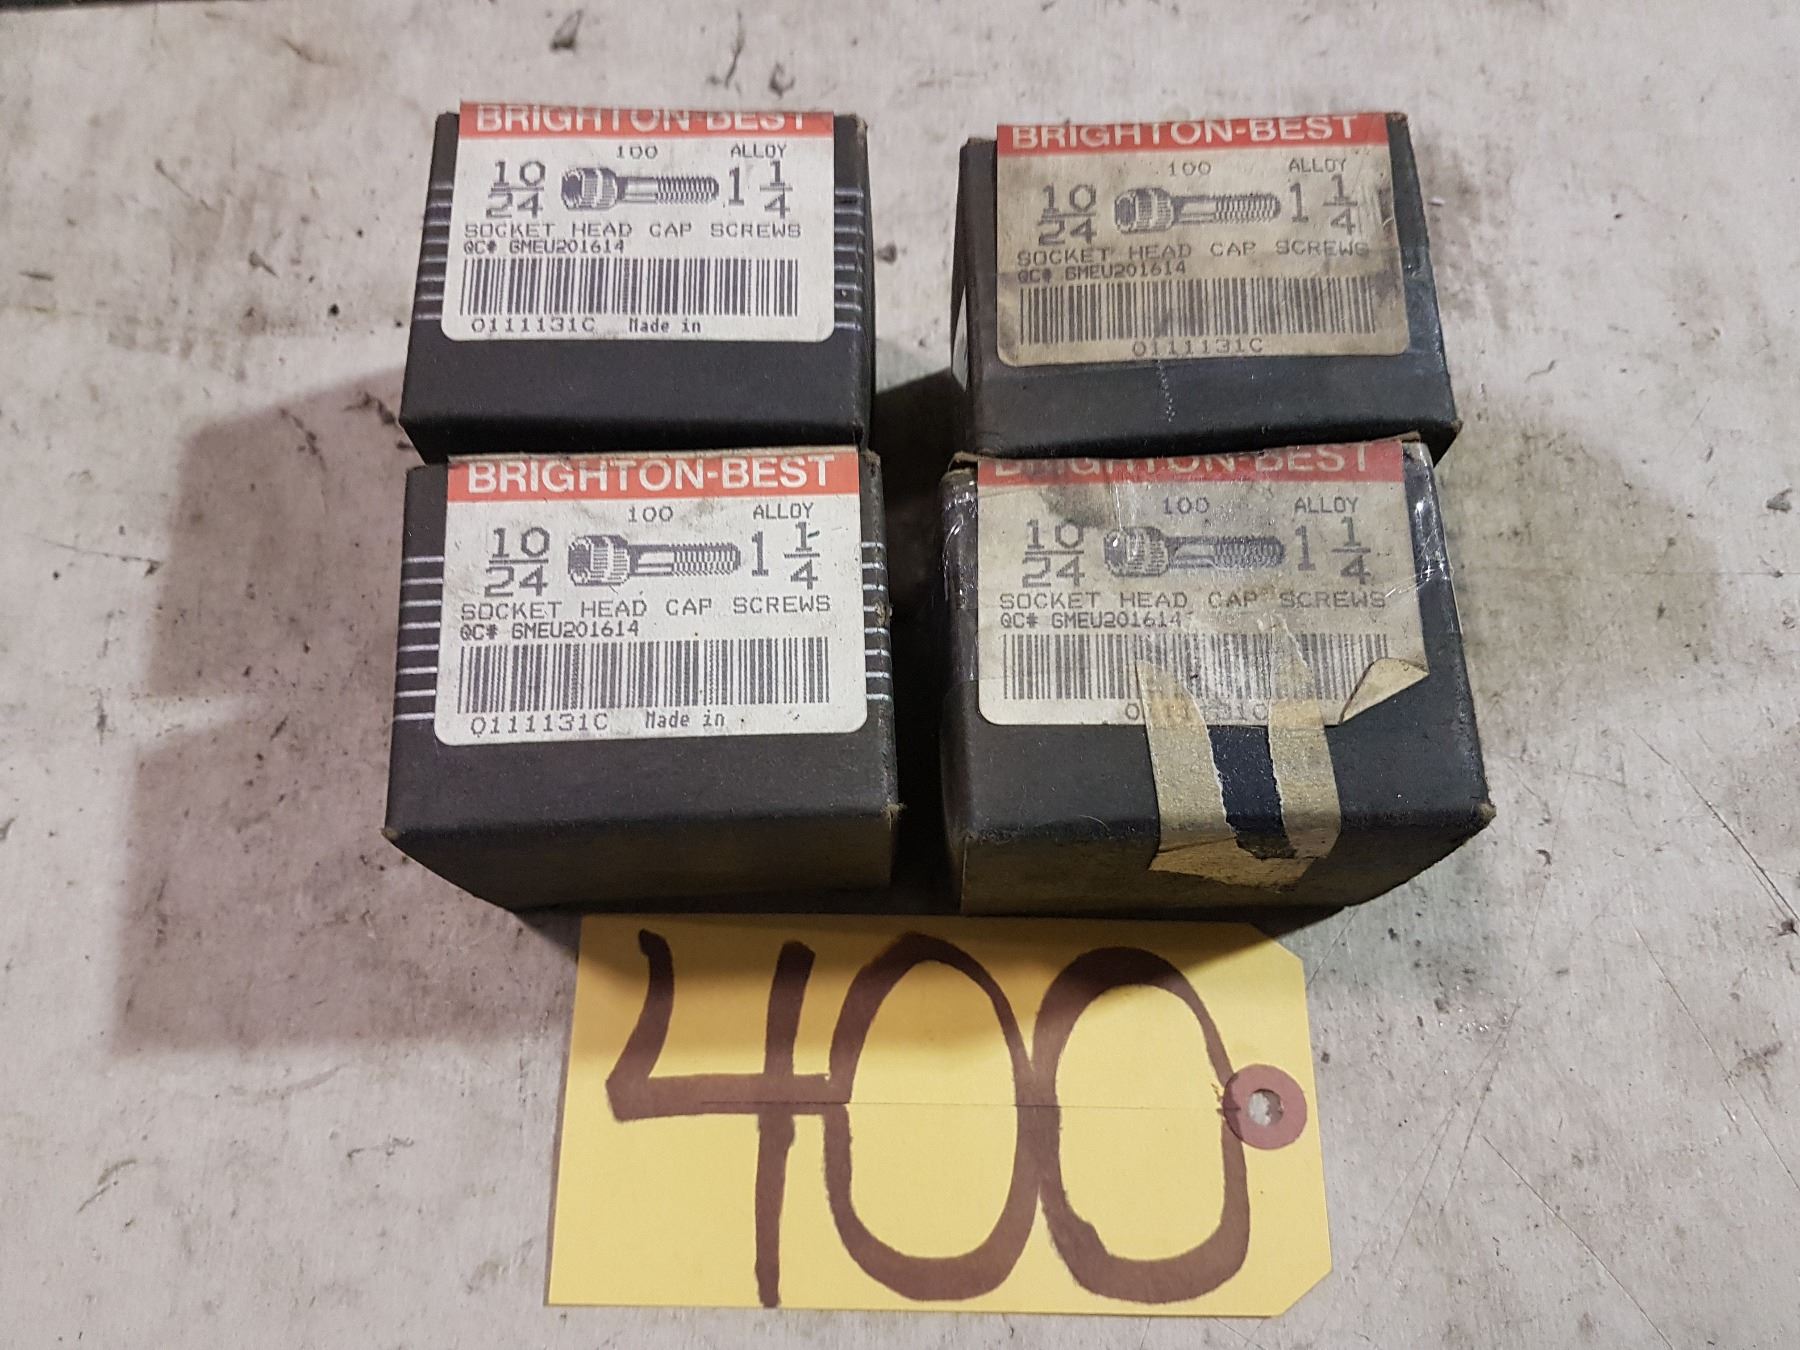 BRIGHTON-BEST
100 ALLOY
10/24 1 1/4
SOCKET HEAD CAP SCREWS
QC# GMEU201614
0111131C Made in
BRIGHTON-BEST
100 ALLOY
10/24 1 1/4
SOCKET HEAD CAP SCREWS
QC# GMEU201614
0111131C
BRIGHTON-BEST
100 ALLOY
10/24 1 1/4
SOCKET HEAD CAP SCREWS
QC# GMEU201614
0111131C Made in
BRIGHTON-BEST
100 ALLOY
10/24 1 1/4
SOCKET HEAD CAP SCREWS
QC# GMEU201614
0111131C
400